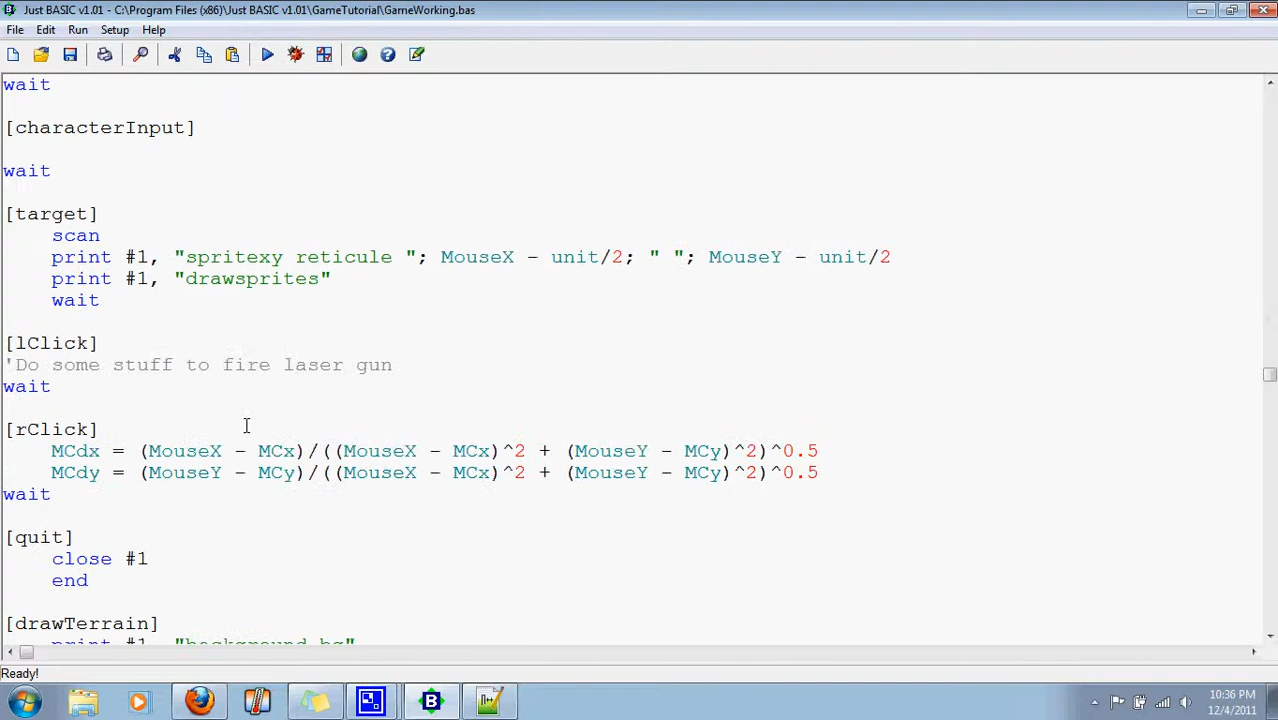 Just BASIC v1.01 - C:\Program Files (x86)\Just BASIC v1.01\GameTutorial\GameWorking.bas
File Edit Run Setup Help
wait
[characterInput]
wait
[target]
scan
print #1, "spritexy reticule "; MouseX - unit/2; " "; MouseY - unit/2
print #1, "drawsprites"
wait
[lClick]
'Do some stuff to fire laser gun
wait
[rClick]
MCdx = (MouseX - MCx)/((MouseX - MCx)^2 + (MouseY - MCy)^2)^0.5
MCdy = (MouseY - MCy)/((MouseX - MCx)^2 + (MouseY - MCy)^2)^0.5
wait
[quit]
close #1
end
[drawTerrain]
print #1, "background bg"
Ready!
10:36 PM
12/4/2011